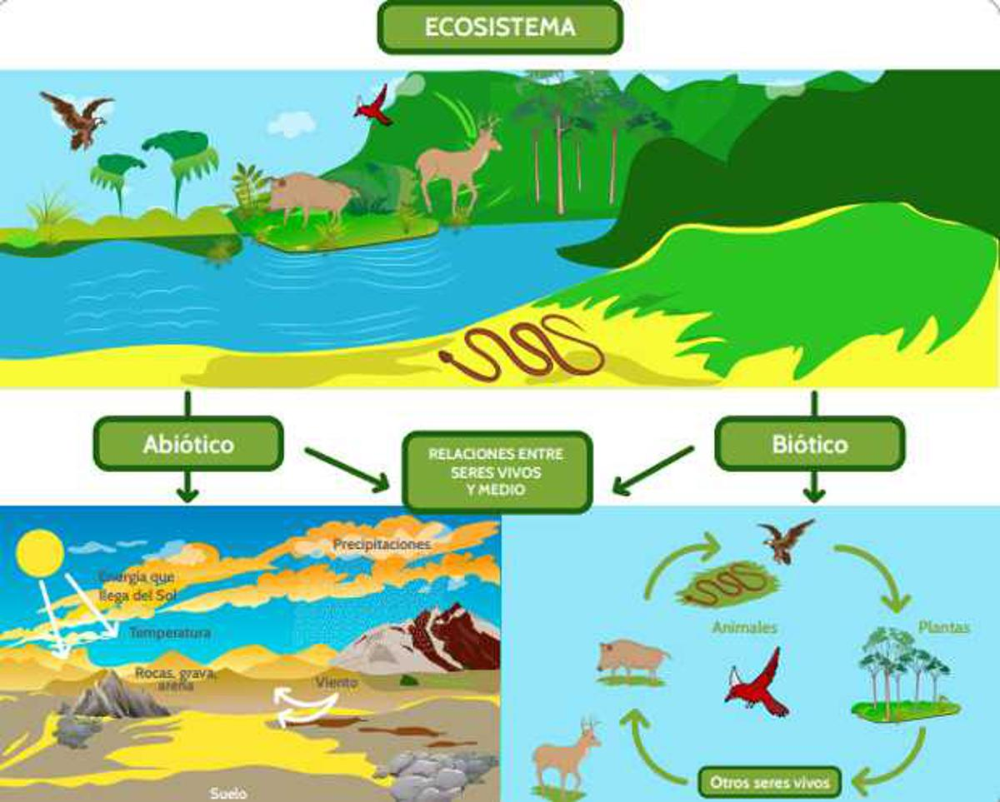 ECOSISTEMA
Abiótico
RELACIONES ENTRE
SERES VIVOS
Y MEDIO
Biótico
Precipitaciones
Energía que
llega del Sol
Temperatura
Rocas, grava,
arena
Viento
Suelo
Animales
Plantas
Otros seres vivos